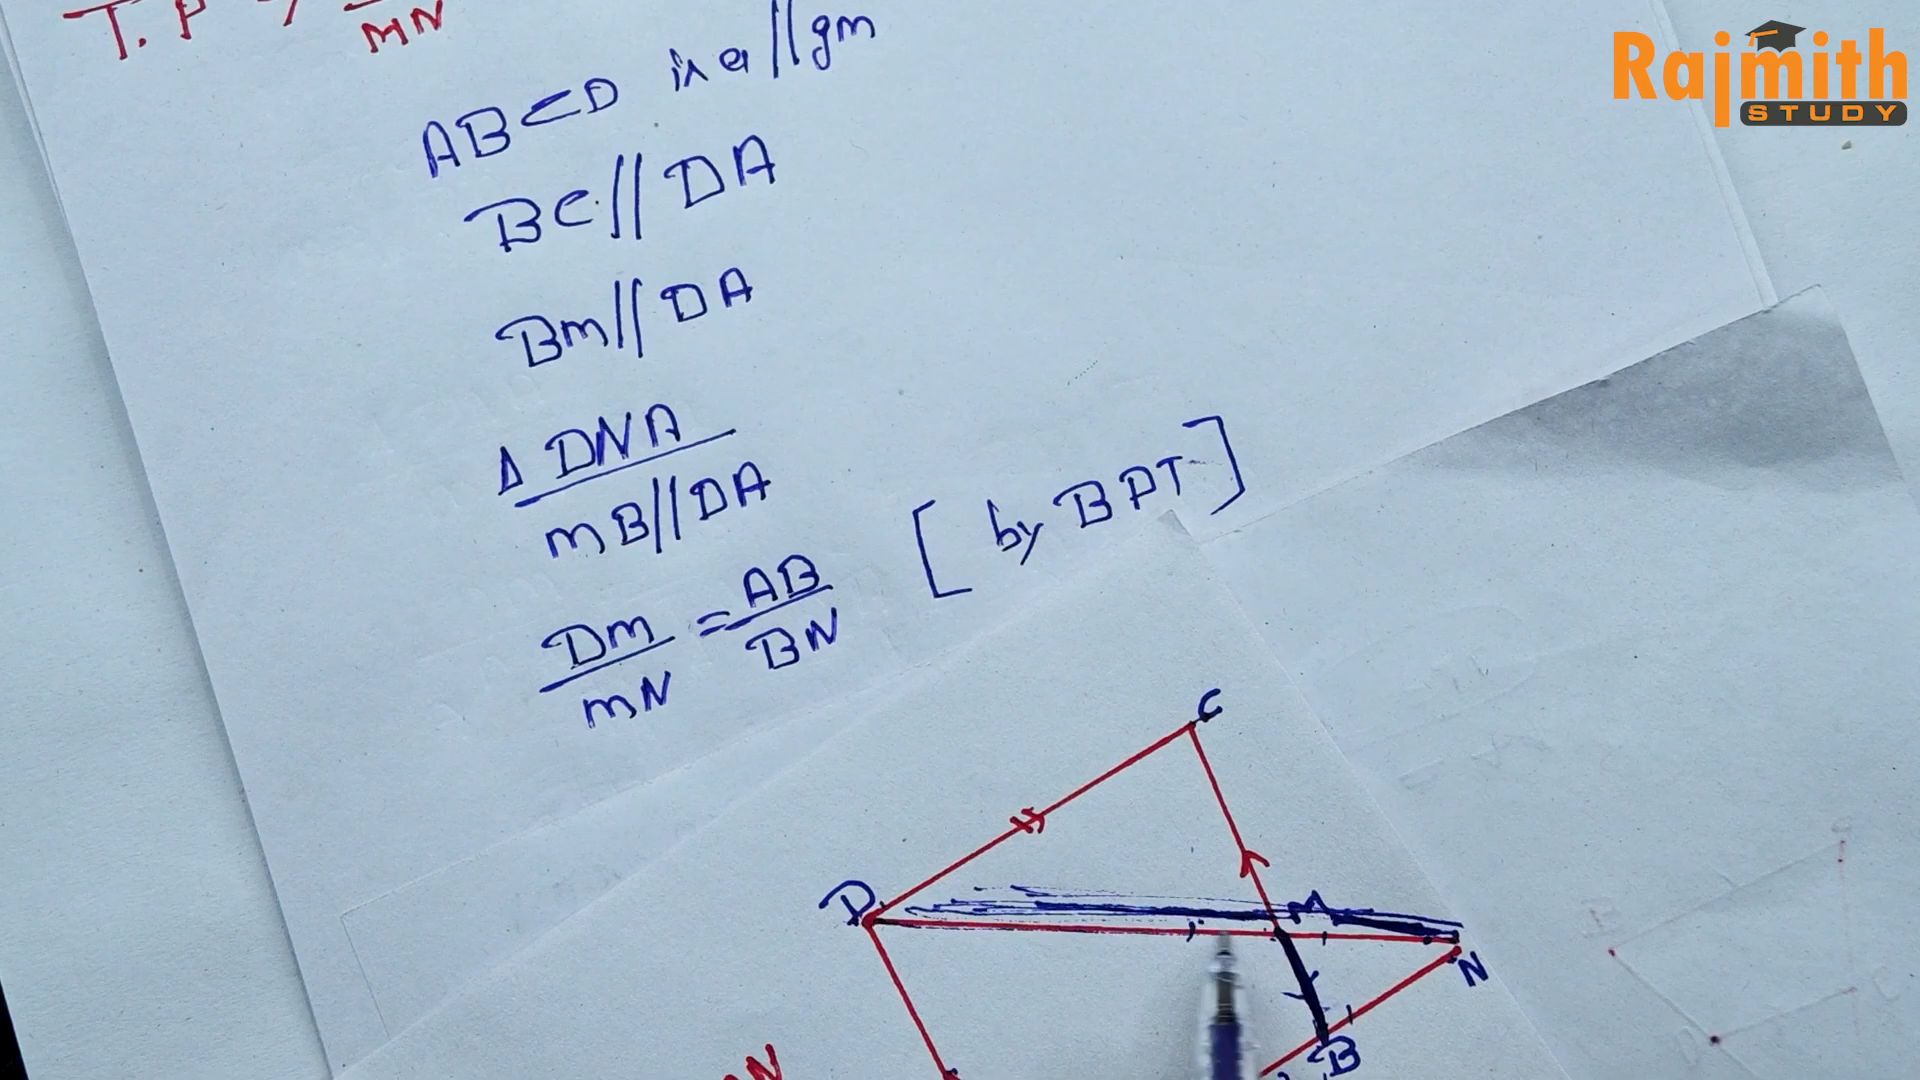 Rajmith
STUDY
T.P
MN
ABCD is a //gm
BC // DA
Bm // DA
Δ DNA
mB // DA
Dm/mN = AB/BN [by BPT]
C
D
M
N
B
N